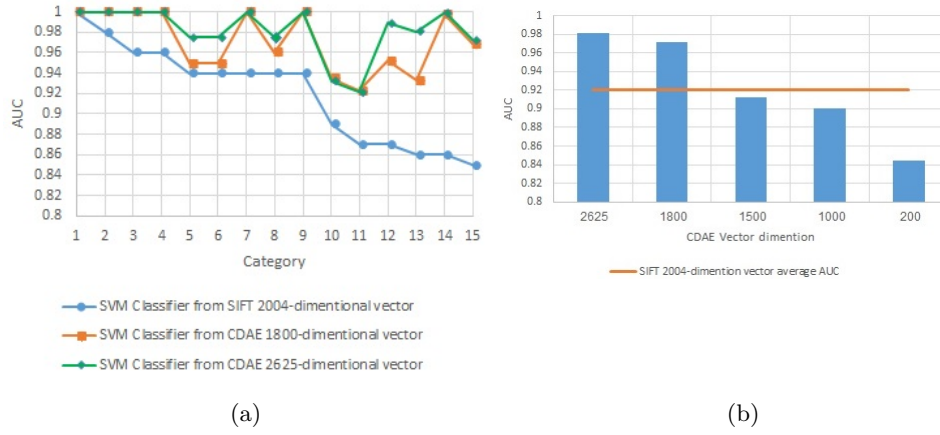 1
0.98
0.96
0.94
0.92
0.9
0.88
0.86
0.84
0.82
0.8
AUC
1 2 3 4 5 6 7 8 9 10 11 12 13 14 15
Category
SVM Classifier from SIFT 2004-dimentional vector
SVM Classifier from CDAE 1800-dimentional vector
SVM Classifier from CDAE 2625-dimentional vector
(a)
1
0.98
0.96
0.94
0.92
0.9
0.88
0.86
0.84
0.82
0.8
AUC
2625 1800 1500 1000 200
CDAE Vector dimention
SIFT 2004-dimention vector average AUC
(b)